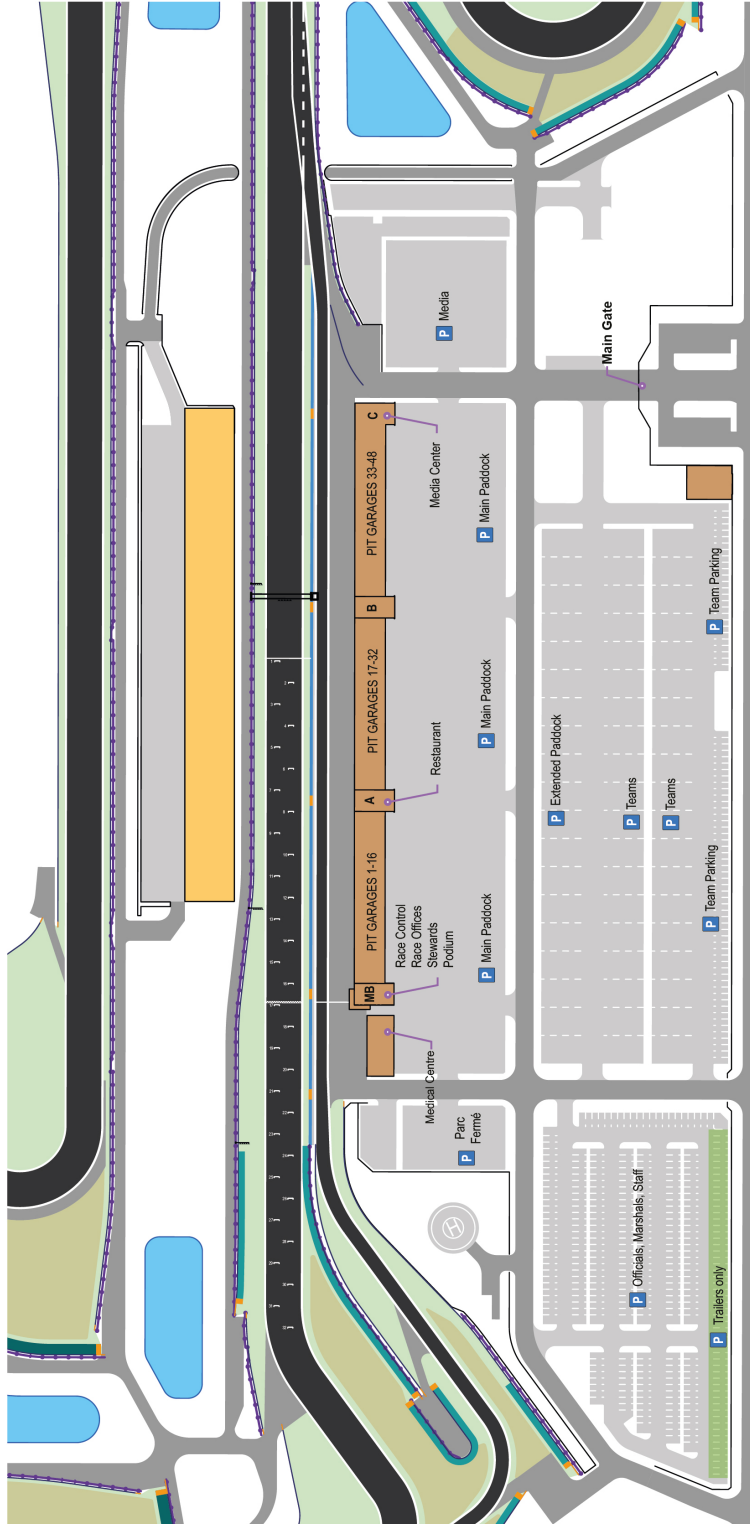 P Media
Main Gate
C
Media Center
PIT GARAGES 33-48
P Main Paddock
B
P Team Parking
PIT GARAGES 17-32
P Main Paddock
A
Restaurant
P Extended Paddock
P Teams
P Teams
PIT GARAGES 1-16
P Team Parking
Race Control
Race Offices
Stewards
Podium
P Main Paddock
MB
Medical Centre
Parc
Fermé
P
H
P Officials, Marshals, Staff
P Trailers only